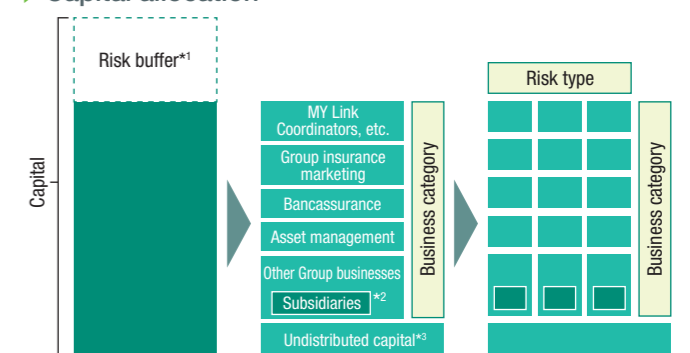 Capital allocation
Risk buffer*1
Capital
MY Link
Coordinators, etc.
Group insurance
marketing
Bancassurance
Asset management
Other Group businesses
Subsidiaries *2
Undistributed capital*3
Business category
Risk type
Business category